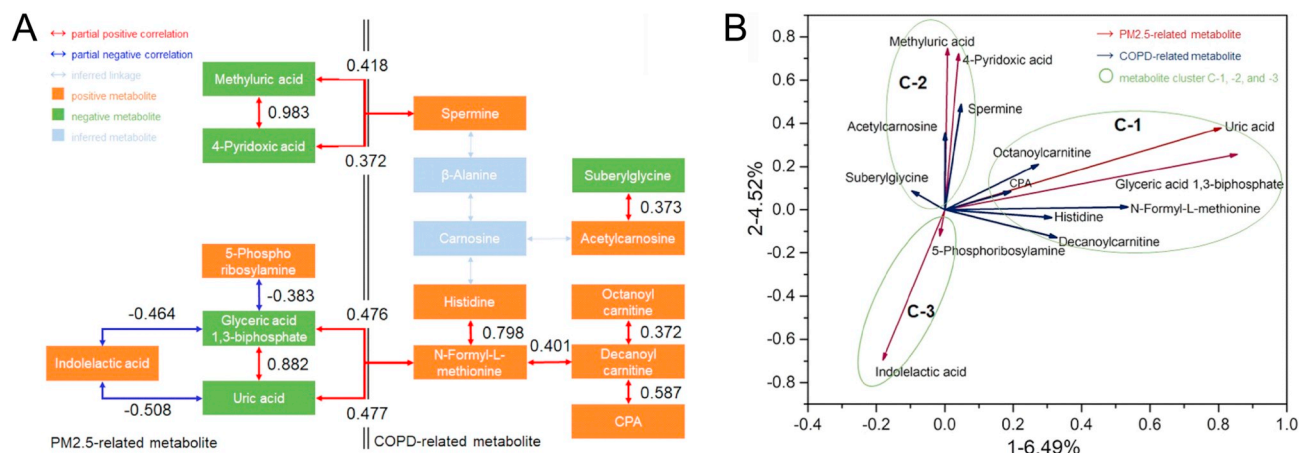 A
partial positive correlation
partial negative correlation
inferred linkage
positive metabolite
negative metabolite
inferred metabolite
Methyluric acid
0.983
4-Pyridoxic acid
0.418
0.372
Spermine
β-Alanine
Carnosine
Suberylglycine
0.373
Acetylcarnosine
5-Phospho
ribosylamine
-0.383
-0.464
Glyceric acid
1,3-biphosphate
0.476
Indolelactic acid
0.882
-0.508
Uric acid
0.477
Histidine
0.798
N-Formyl-L-
methionine
0.401
Octanoyl
carnitine
0.372
Decanoyl
carnitine
0.587
CPA
PM2.5-related metabolite
COPD-related metabolite
B
PM2.5-related metabolite
COPD-related metabolite
metabolite cluster C-1, -2, and -3
Methyluric acid
4-Pyridoxic acid
C-2
Spermine
Acetylcarnosine
Suberylglycine
C-1
Uric acid
Octanoylcarnitine
CPA
Glyceric acid 1,3-biphosphate
N-Formyl-L-methionine
Histidine
Decanoylcarnitine
5-Phosphoribosylamine
C-3
Indolelactic acid
2-4.52%
0.8
0.6
0.4
0.2
0.0
-0.2
-0.4
-0.6
-0.8
-0.4
-0.2
0.0
0.2
0.4
0.6
0.8
1.0
1-6.49%